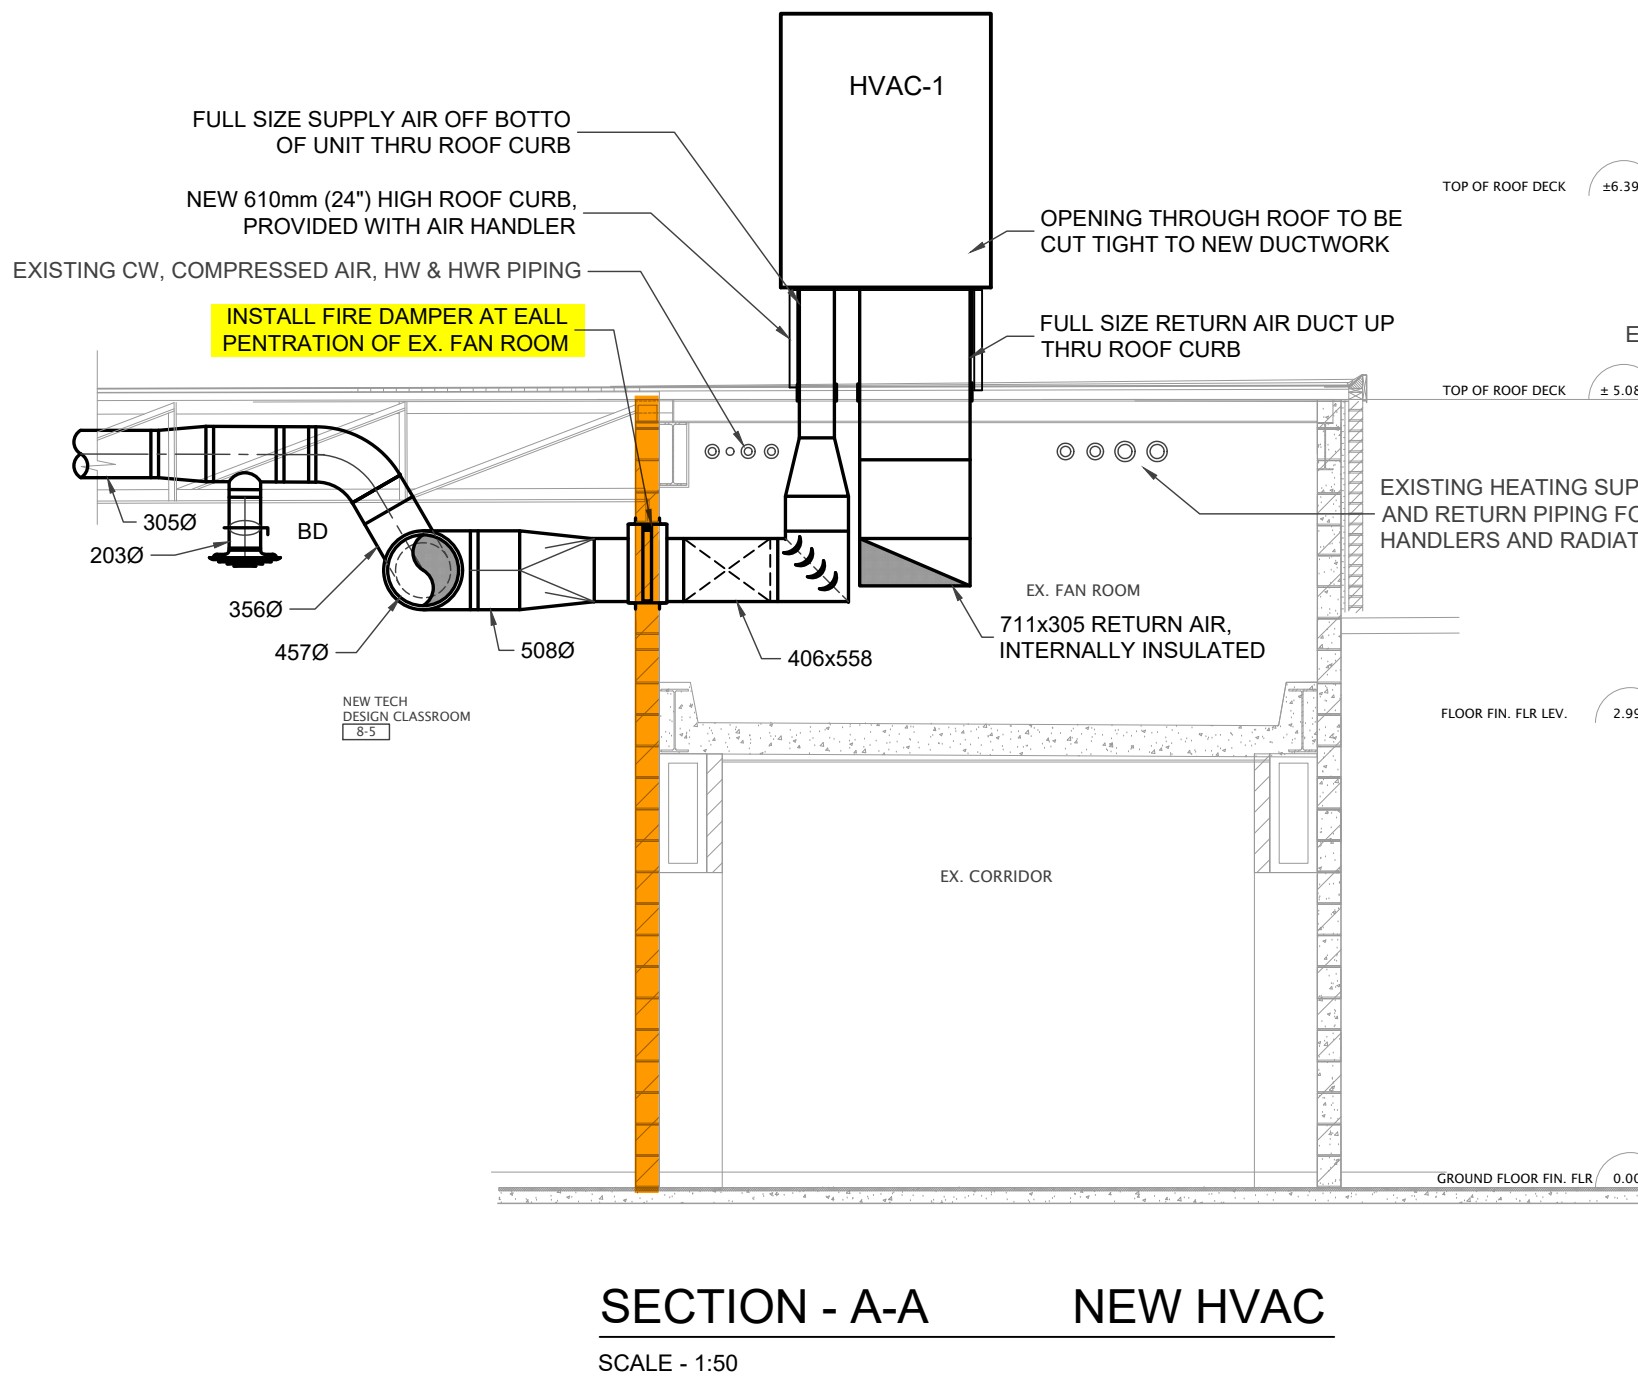 HVAC-1
FULL SIZE SUPPLY AIR OFF BOTTO
OF UNIT THRU ROOF CURB
NEW 610mm (24") HIGH ROOF CURB,
PROVIDED WITH AIR HANDLER
EXISTING CW, COMPRESSED AIR, HW & HWR PIPING
INSTALL FIRE DAMPER AT EALL
PENTRATION OF EX. FAN ROOM
OPENING THROUGH ROOF TO BE
CUT TIGHT TO NEW DUCTWORK
FULL SIZE RETURN AIR DUCT UP
THRU ROOF CURB
TOP OF ROOF DECK ±6.39
E
TOP OF ROOF DECK ± 5.08
EXISTING HEATING SUP
AND RETURN PIPING FO
HANDLERS AND RADIAT
305Ø
203Ø
BD
356Ø
457Ø
508Ø
406x558
EX. FAN ROOM
711x305 RETURN AIR,
INTERNALLY INSULATED
NEW TECH
DESIGN CLASSROOM
8-5
FLOOR FIN. FLR LEV. 2.99
EX. CORRIDOR
GROUND FLOOR FIN. FLR 0.00
SECTION - A-A NEW HVAC
SCALE - 1:50